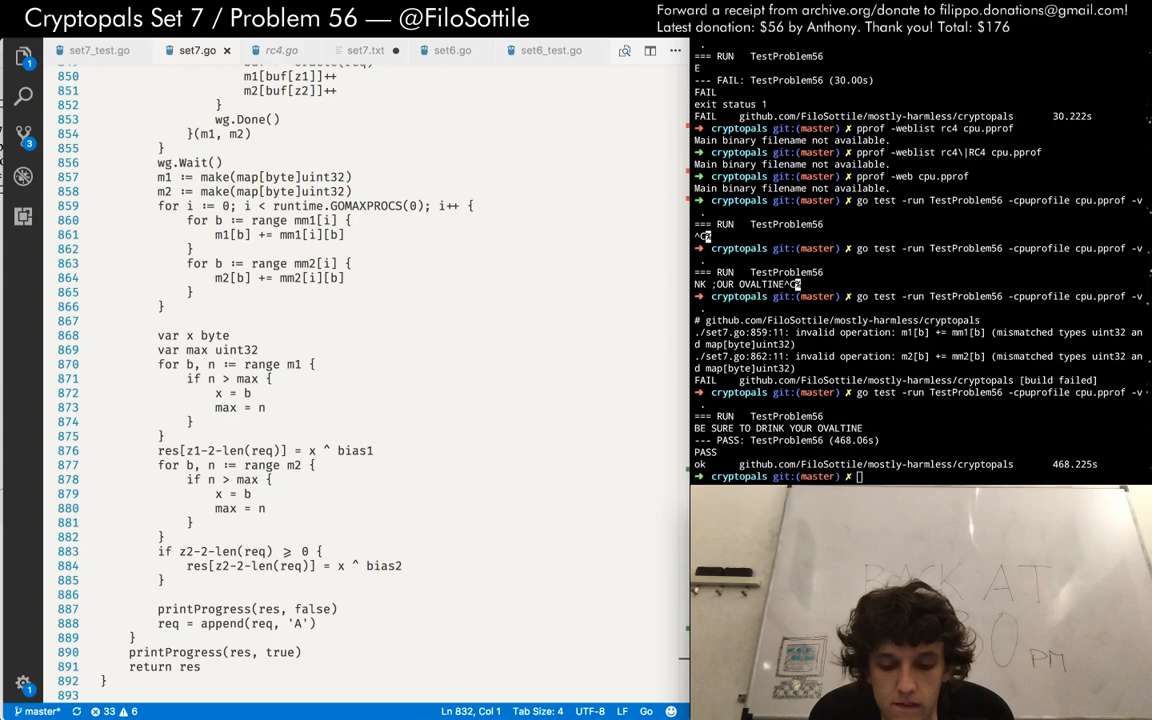 Cryptopals Set 7 / Problem 56 — @FiloSottile
Forward a receipt from archive.org/donate to filippo.donations@gmail.com!
Latest donation: $56 by Anthony. Thank you! Total: $176
set7_test.go
set7.go
rc4.go
set7.txt
set6.go
set6_test.go
850 m1[buf[z1]]++
851 m2[buf[z2]]++
852 }
853 wg.Done()
854 }(m1, m2)
855 }
856 wg.Wait()
857 m1 := make(map[byte]uint32)
858 m2 := make(map[byte]uint32)
859 for i := 0; i < runtime.GOMAXPROCS(0); i++ {
860 for b := range mm1[i] {
861 m1[b] += mm1[i][b]
862 }
863 for b := range mm2[i] {
864 m2[b] += mm2[i][b]
865 }
866 }
867
868 var x byte
869 var max uint32
870 for b, n := range m1 {
871 if n > max {
872 x = b
873 max = n
874 }
875 }
876 res[z1-2-len(req)] = x ^ bias1
877 for b, n := range m2 {
878 if n > max {
879 x = b
880 max = n
881 }
882 }
883 if z2-2-len(req) >= 0 {
884 res[z2-2-len(req)] = x ^ bias2
885 }
886
887 printProgress(res, false)
888 req = append(req, 'A')
889 }
890 printProgress(res, true)
891 return res
892 }
893
master* 33 6 Ln 832, Col 1 Tab Size: 4 UTF-8 LF Go
.
=== RUN TestProblem56
E
--- FAIL: TestProblem56 (30.00s)
FAIL
exit status 1
FAIL github.com/FiloSottile/mostly-harmless/cryptopals 30.222s
➜ cryptopals git:(master) ✗ pprof -weblist rc4 cpu.pprof
Main binary filename not available.
➜ cryptopals git:(master) ✗ pprof -weblist rc4\|RC4 cpu.pprof
Main binary filename not available.
➜ cryptopals git:(master) ✗ pprof -web cpu.pprof
Main binary filename not available.
➜ cryptopals git:(master) ✗ go test -run TestProblem56 -cpuprofile cpu.pprof -v
.
=== RUN TestProblem56
^C%
➜ cryptopals git:(master) ✗ go test -run TestProblem56 -cpuprofile cpu.pprof -v
.
=== RUN TestProblem56
NK ;OUR OVALTINE^C%
➜ cryptopals git:(master) ✗ go test -run TestProblem56 -cpuprofile cpu.pprof -v
.
# github.com/FiloSottile/mostly-harmless/cryptopals
./set7.go:859:11: invalid operation: m1[b] += mm1[b] (mismatched types uint32 an
d map[byte]uint32)
./set7.go:862:11: invalid operation: m2[b] += mm2[b] (mismatched types uint32 an
d map[byte]uint32)
FAIL github.com/FiloSottile/mostly-harmless/cryptopals [build failed]
➜ cryptopals git:(master) ✗ go test -run TestProblem56 -cpuprofile cpu.pprof -v
.
=== RUN TestProblem56
BE SURE TO DRINK YOUR OVALTINE
--- PASS: TestProblem56 (468.06s)
PASS
ok github.com/FiloSottile/mostly-harmless/cryptopals 468.225s
➜ cryptopals git:(master) ✗
BACK AT
PM